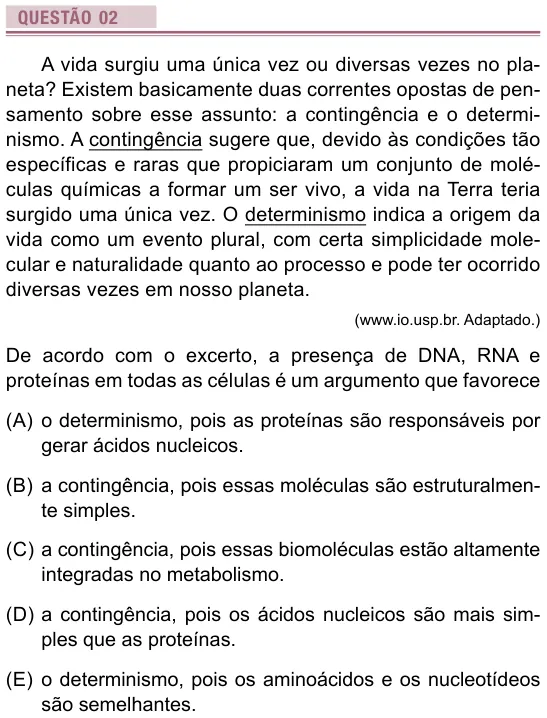 QUESTÃO 02
A vida surgiu uma única vez ou diversas vezes no pla-
neta? Existem basicamente duas correntes opostas de pen-
samento sobre esse assunto: a contingência e o determi-
nismo. A contingência sugere que, devido às condições tão
específicas e raras que propiciaram um conjunto de molé-
culas químicas a formar um ser vivo, a vida na Terra teria
surgido uma única vez. O determinismo indica a origem da
vida como um evento plural, com certa simplicidade mole-
cular e naturalidade quanto ao processo e pode ter ocorrido
diversas vezes em nosso planeta.
(www.io.usp.br. Adaptado.)
De acordo com o excerto, a presença de DNA, RNA e
proteínas em todas as células é um argumento que favorece
(A) o determinismo, pois as proteínas são responsáveis por
gerar ácidos nucleicos.
(B) a contingência, pois essas moléculas são estruturalmen-
te simples.
(C) a contingência, pois essas biomoléculas estão altamente
integradas no metabolismo.
(D) a contingência, pois os ácidos nucleicos são mais sim-
ples que as proteínas.
(E) o determinismo, pois os aminoácidos e os nucleotídeos
são semelhantes.